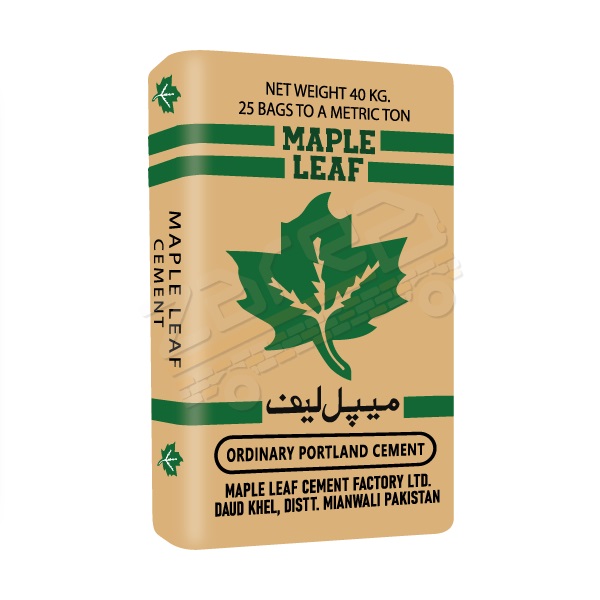 NET WEIGHT 40 KG.
25 BAGS TO A METRIC TON
MAPLE
LEAF
میپل لیف
ORDINARY PORTLAND CEMENT
MAPLE LEAF CEMENT FACTORY LTD.
DAUD KHEL, DISTT. MIANWALI PAKISTAN
MAPLE LEAF
CEMENT